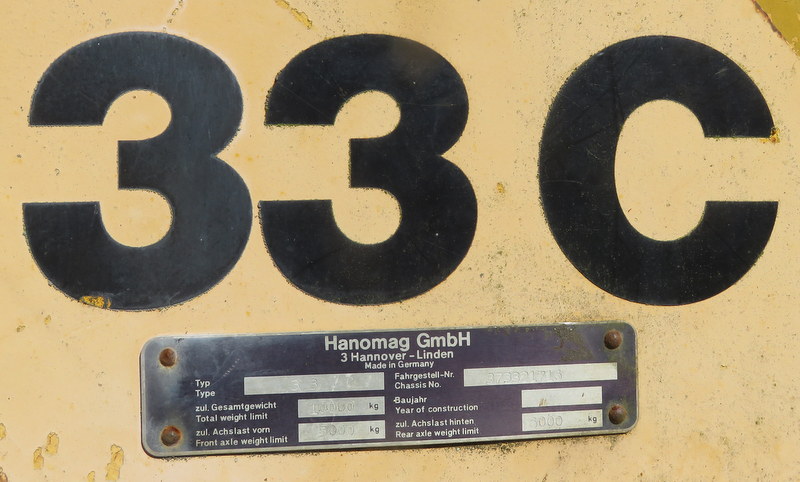 33 C
Hanomag GmbH
3 Hannover - Linden
Made in Germany
Typ
Type
zul. Gesamtgewicht
Total weight limit
kg
zul. Achslast vorn
Front axle weight limit
kg
Fahrgestell-Nr.
Chassis No.
Baujahr
Year of construction
zul. Achslast hinten
Rear axle weight limit
kg